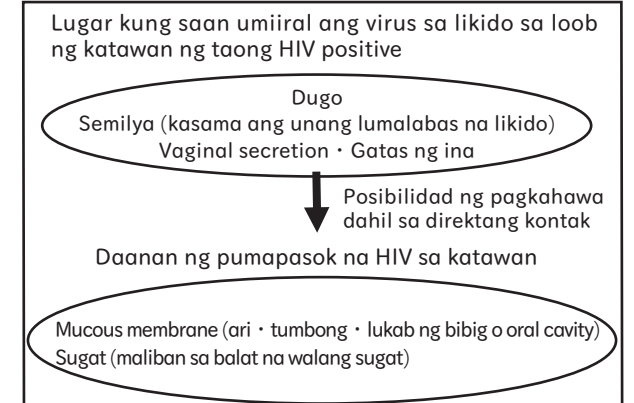 Lugar kung saan umiiral ang virus sa likido sa loob
ng katawan ng taong HIV positive
Dugo
Semilya (kasama ang unang lumalabas na likido)
Vaginal secretion・Gatas ng ina
Posibilidad ng pagkahawa
dahil sa direktang kontak
Daanan ng pumapasok na HIV sa katawan
Mucous membrane (ari・tumbong・lukab ng bibig o oral cavity)
Sugat (maliban sa balat na walang sugat)